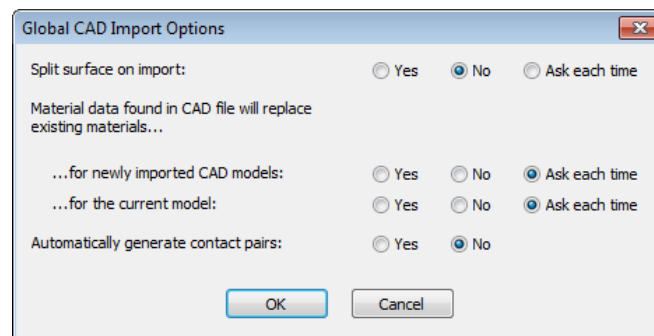 Global CAD Import Options
Split surface on import: Yes No Ask each time
Material data found in CAD file will replace
existing materials...
...for newly imported CAD models: Yes No Ask each time
...for the current model: Yes No Ask each time
Automatically generate contact pairs: Yes No
OK Cancel